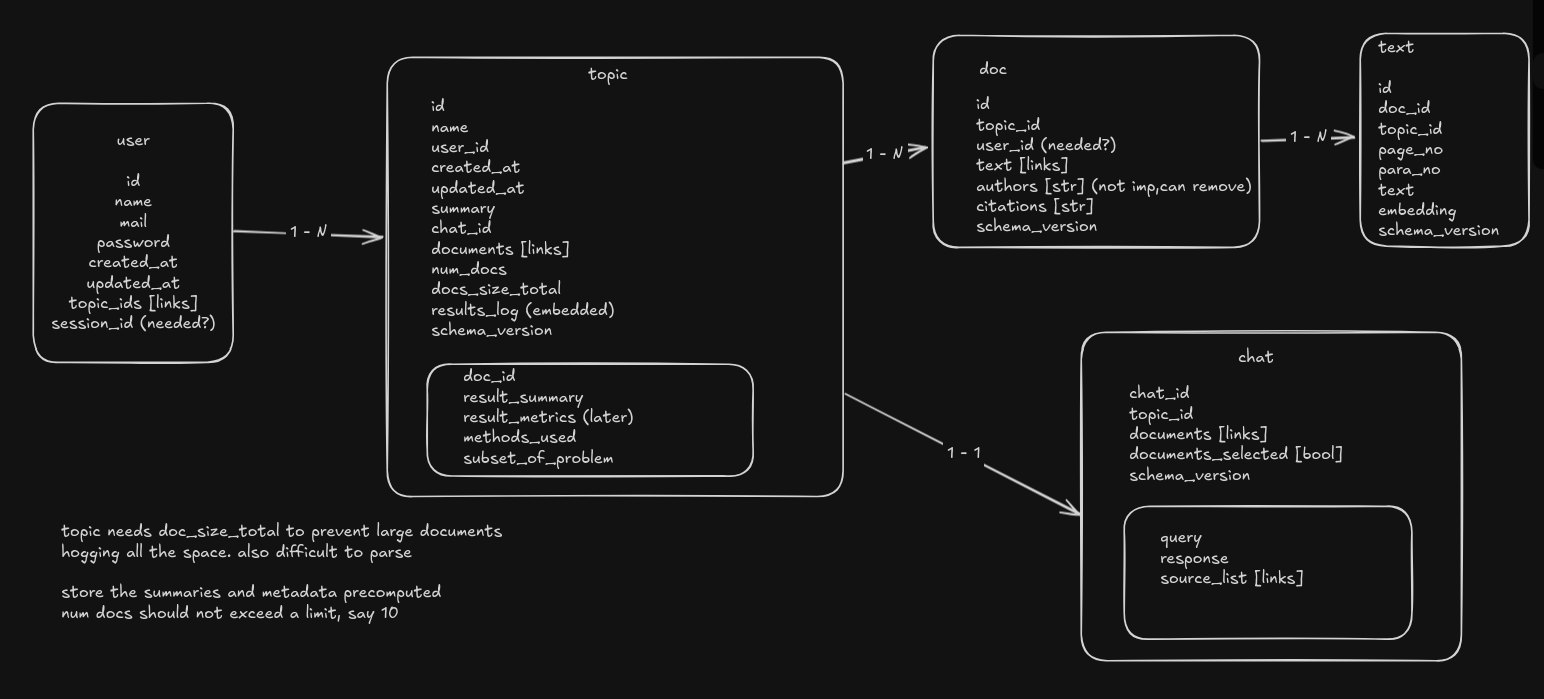 user
id
name
mail
password
created_at
updated_at
topic_ids [links]
session_id (needed?)
1 - N
topic
id
name
user_id
created_at
updated_at
summary
chat_id
documents [links]
num_docs
docs_size_total
results_log (embedded)
schema_version
doc_id
result_summary
result_metrics (later)
methods_used
subset_of_problem
1 - N
doc
id
topic_id
user_id (needed?)
text [links]
authors [str] (not imp,can remove)
citations [str]
schema_version
1 - N
text
id
doc_id
topic_id
page_no
para_no
text
embedding
schema_version
1 - 1
chat
chat_id
topic_id
documents [links]
documents_selected [bool]
schema_version
query
response
source_list [links]
topic needs doc_size_total to prevent large documents
hogging all the space. also difficult to parse
store the summaries and metadata precomputed
num docs should not exceed a limit, say 10